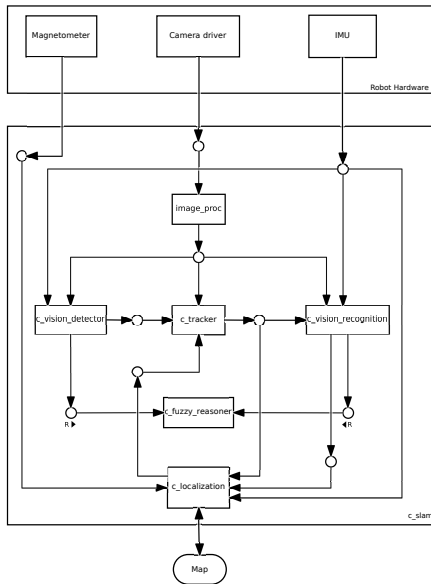 Magnetometer
Camera driver
IMU
Robot Hardware
image_proc
c_vision_detector
c_tracker
c_vision_recognition
c_fuzzy_reasoner
R
R
c_localization
c_slam
Map